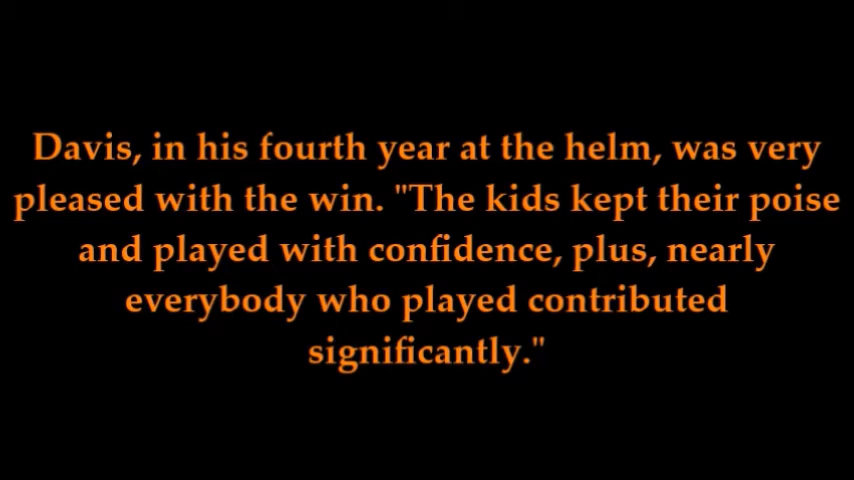 Davis, in his fourth year at the helm, was very
pleased with the win. "The kids kept their poise
and played with confidence, plus, nearly
everybody who played contributed
significantly."